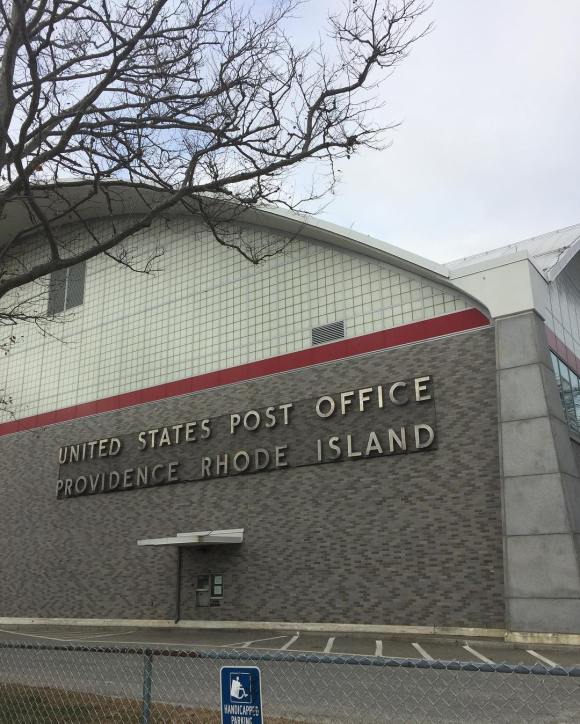 UNITED STATES POST OFFICE
PROVIDENCE RHODE ISLAND
HANDICAPPED
PARKING